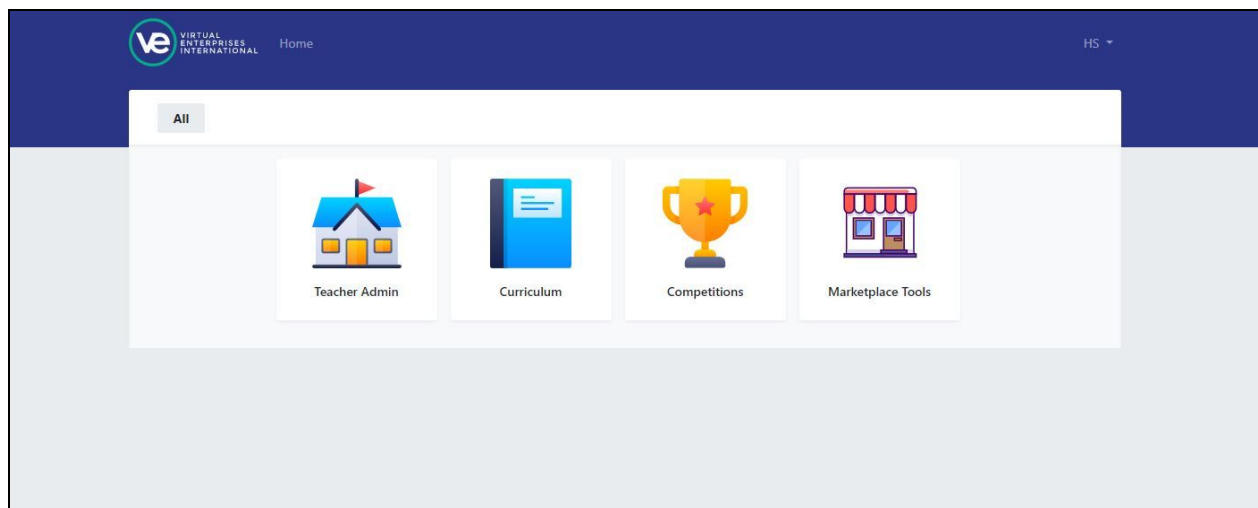 VE
VIRTUAL
ENTERPRISES
INTERNATIONAL
Home
HS
All
Teacher Admin
Curriculum
Competitions
Marketplace Tools